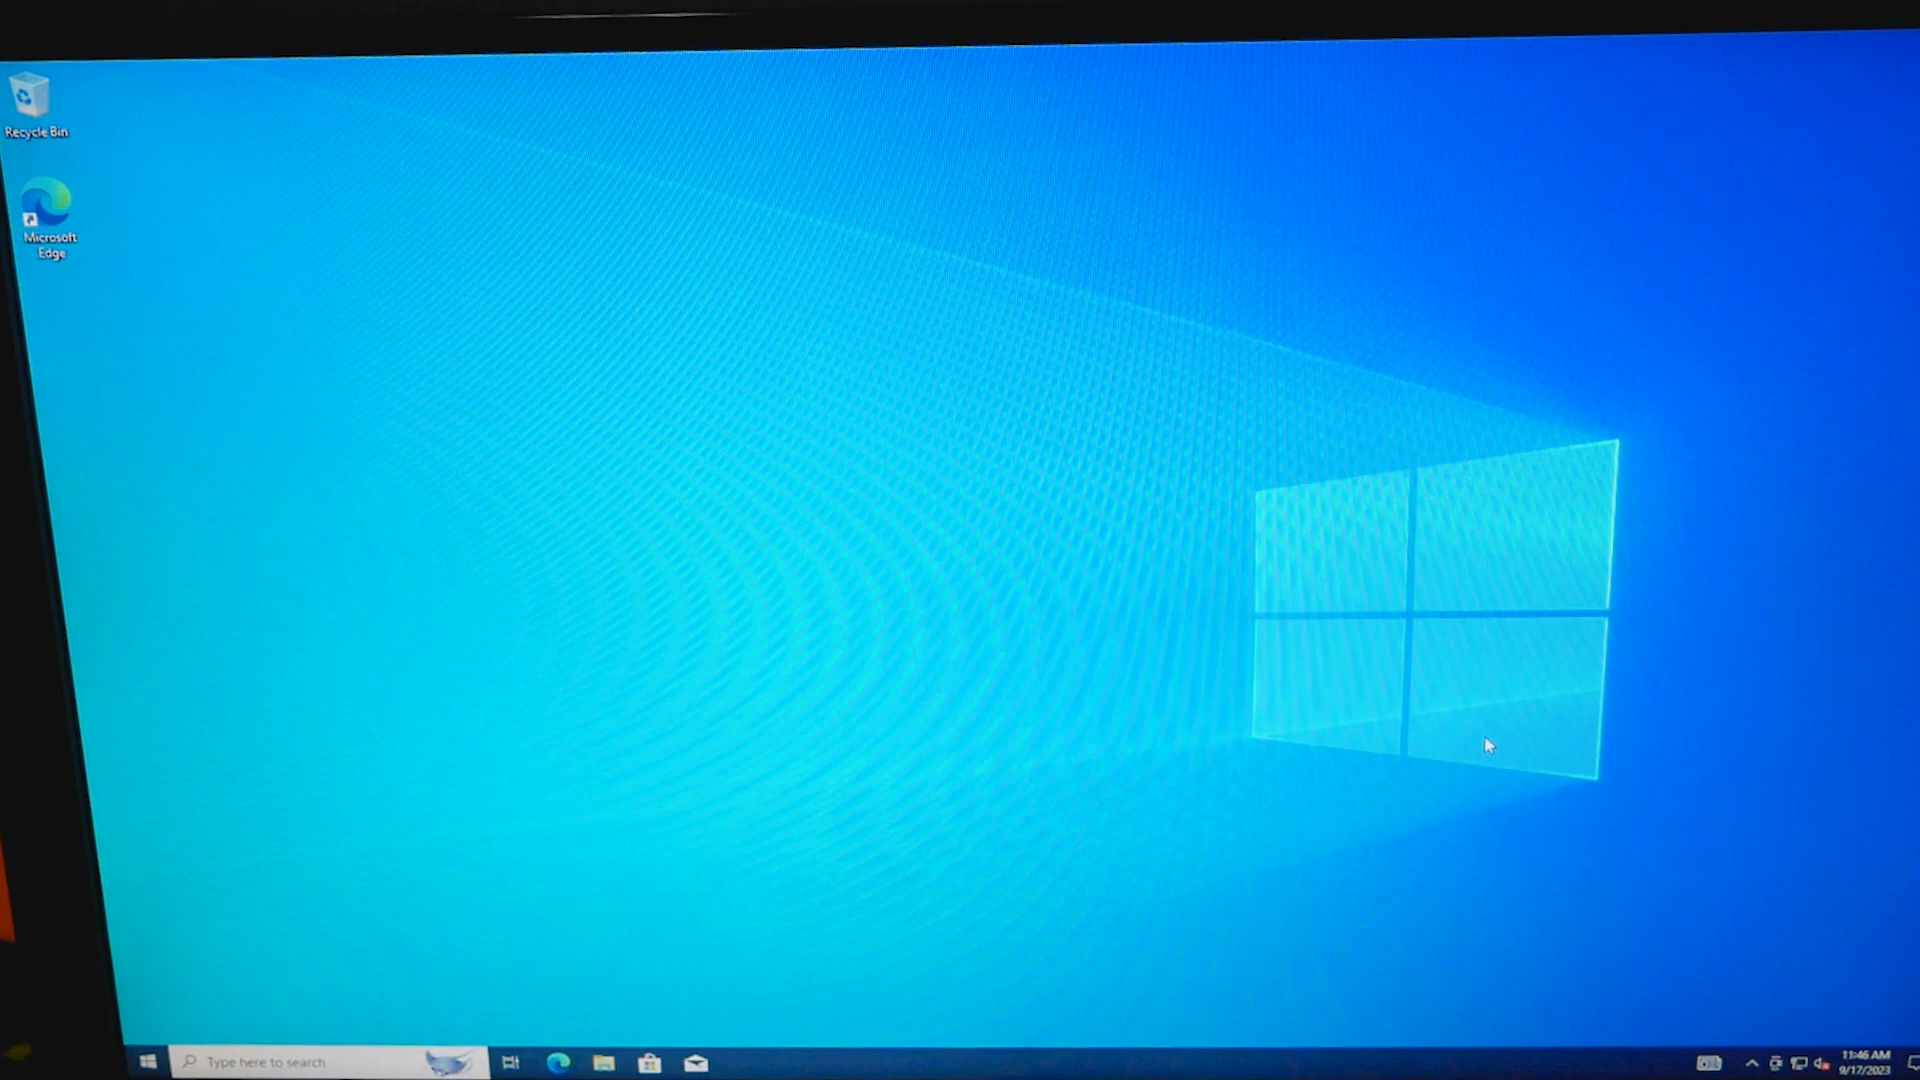 Recycle Bin
Microsoft
Edge
Type here to search
11:46 AM
9/17/2023